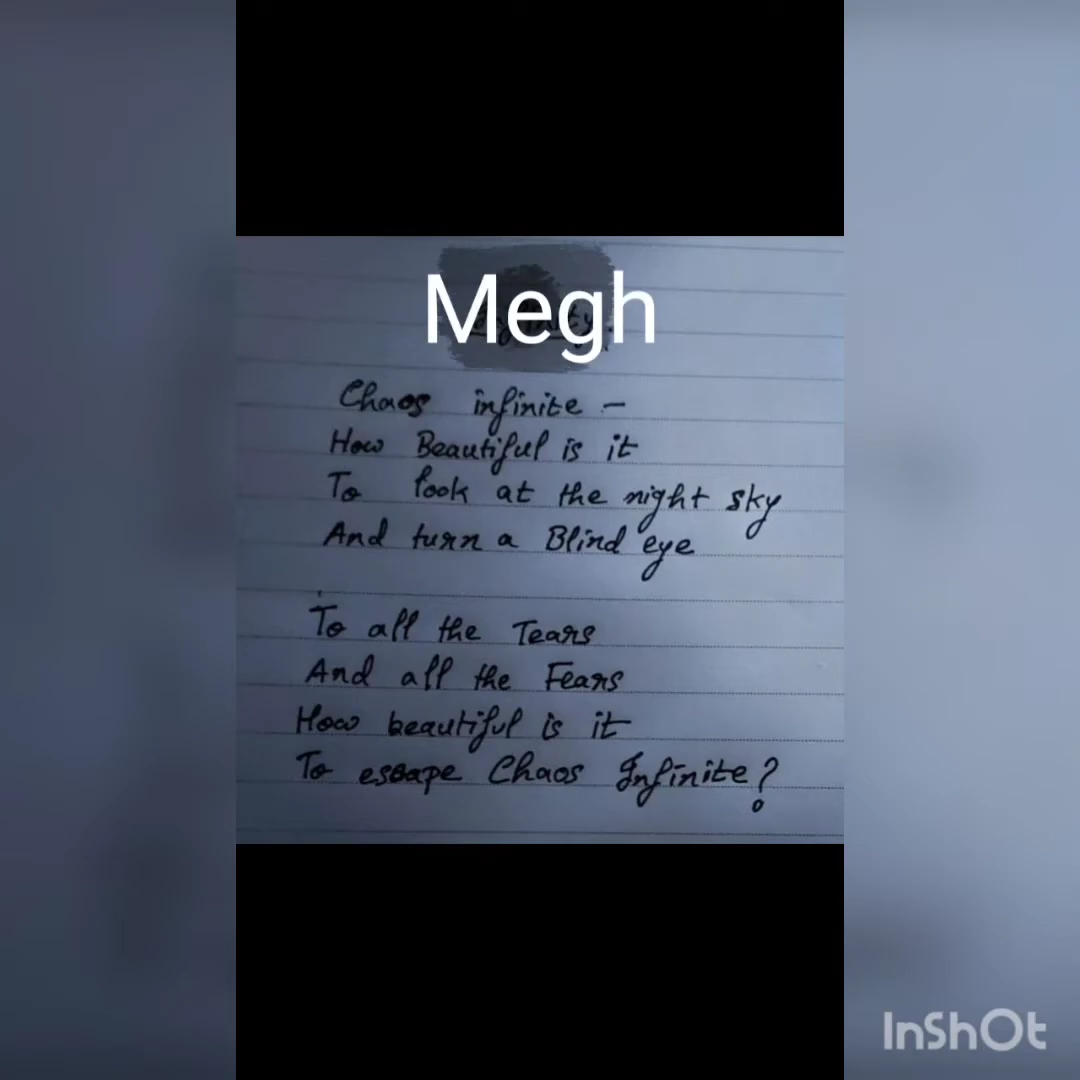 Megh
Chaos infinite –
How Beautiful is it
To look at the night sky
And turn a Blind eye
To all the Tears
And all the Fears
How beautiful is it
To escape Chaos Infinite?
InShOt